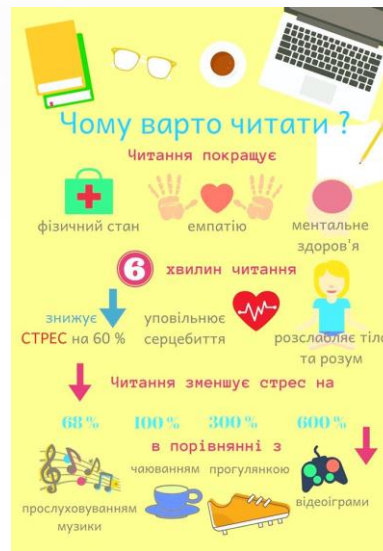 Чому варто читати ?
Читання покращує
фізичний стан
емпатію
ментальне
здоров'я
6 хвилин читання
знижує
СТРЕС на 60 %
уповільнює
серцебиття
розслабляє тіло
та розум
Читання зменшує стрес на
68 % 100 % 300 % 600 %
в порівнянні з
прослуховуванням
музики
чаюванням
прогулянкою
відеоіграми